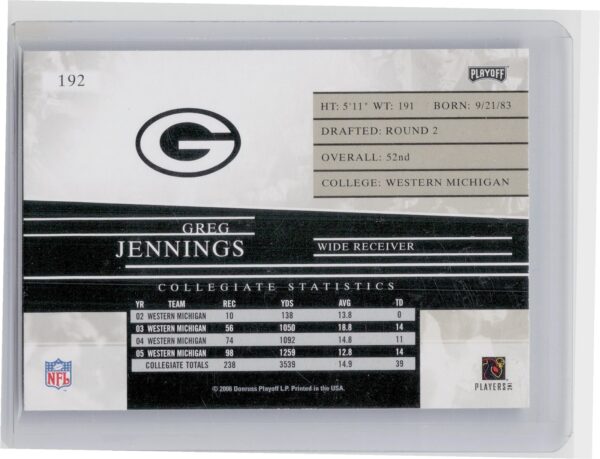 192
PLAYOFF
HT: 5'11" WT: 191 BORN: 9/21/83
DRAFTED: ROUND 2
OVERALL: 52nd
COLLEGE: WESTERN MICHIGAN
G
GREG
JENNINGS
WIDE RECEIVER
COLLEGIATE STATISTICS
YR TEAM REC YDS AVG TD
02 WESTERN MICHIGAN 10 138 13.8 0
03 WESTERN MICHIGAN 56 1050 18.8 14
04 WESTERN MICHIGAN 74 1092 14.8 11
05 WESTERN MICHIGAN 98 1259 12.8 14
COLLEGIATE TOTALS 238 3539 14.9 39
NFL
PLAYERS INC
© 2006 Donruss Playoff L.P. Printed in the USA.